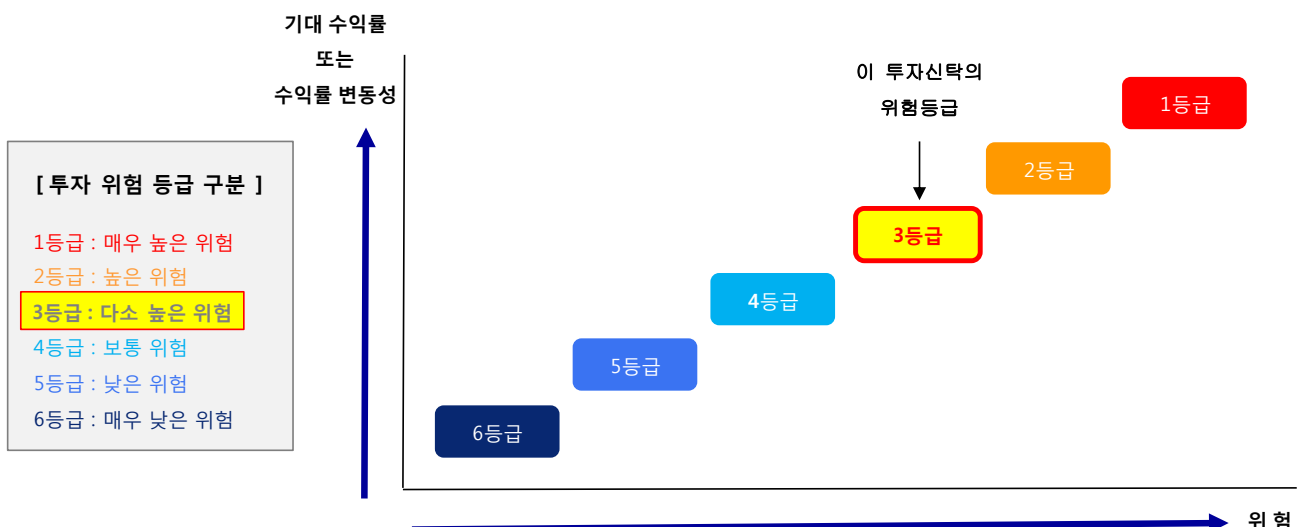 기대 수익률
또는
수익률 변동성
이 투자신탁의
위험등급
1등급
2등급
3등급
4등급
5등급
6등급
[ 투자 위험 등급 구분 ]
1등급 : 매우 높은 위험
2등급 : 높은 위험
3등급 : 다소 높은 위험
4등급 : 보통 위험
5등급 : 낮은 위험
6등급 : 매우 낮은 위험
위 험